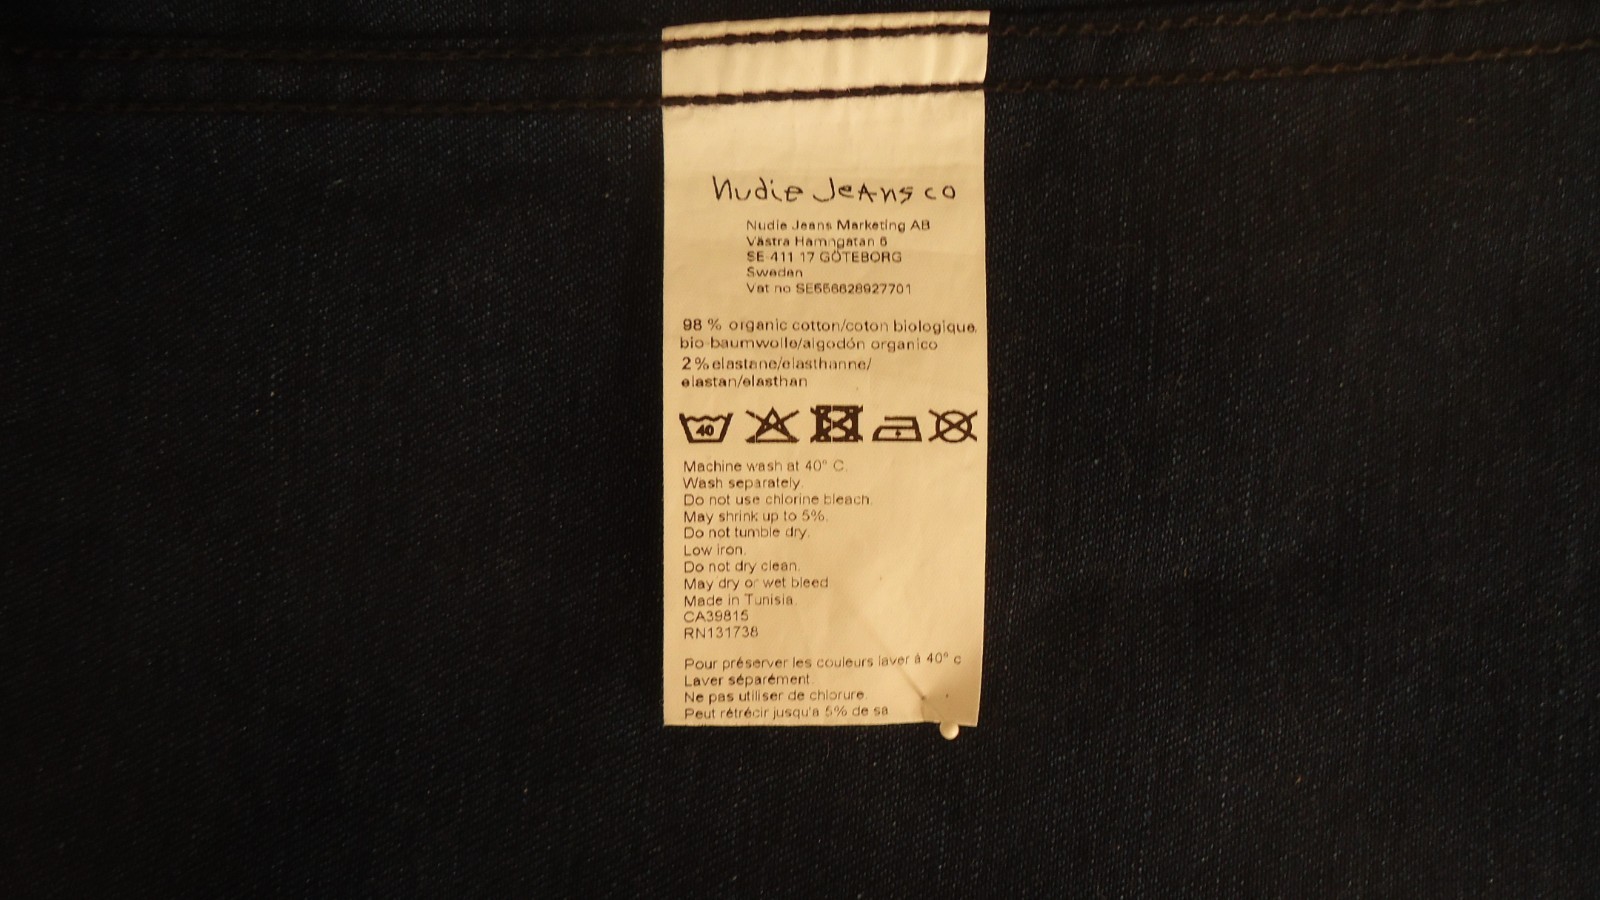 Nudie Jeans co
Nudie Jeans Marketing AB
Västra Hamngatan 6
SE-411 17 GÖTEBORG
Sweden
Vat no SE556628927701
98 % organic cotton/coton biologique,
bio-baumwolle/algodón organico
2 % elastane/elasthanne/
elastan/elasthan
40
Machine wash at 40° C.
Wash separately.
Do not use chlorine bleach.
May shrink up to 5%.
Do not tumble dry.
Low iron.
Do not dry clean.
May dry or wet bleed
Made in Tunisia.
CA39815
RN131738
Pour préserver les couleurs laver à 40° c
Laver séparément.
Ne pas utiliser de chlorure.
Peut rétrécir jusqu'a 5% de sa